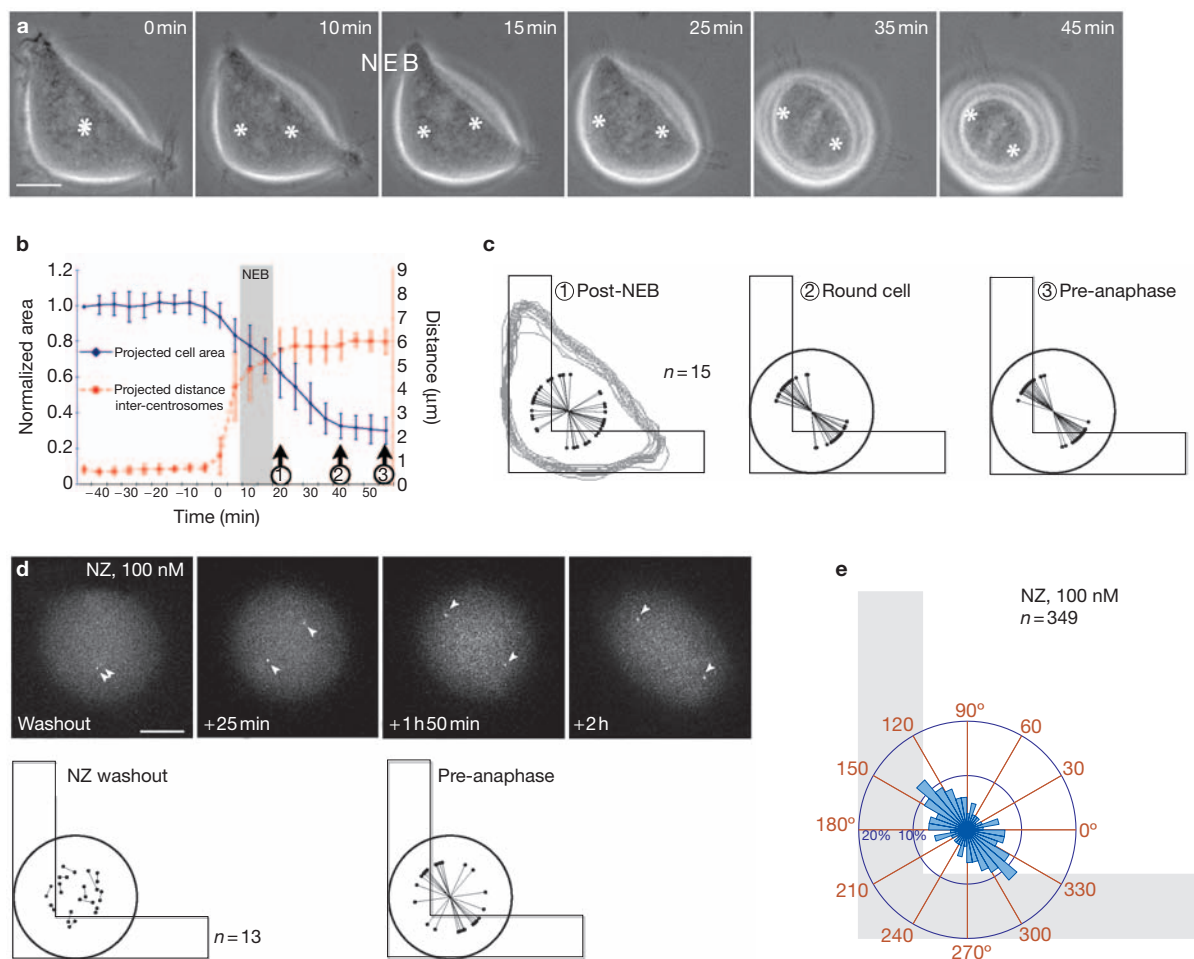 a
0 min
10 min
15 min
25 min
35 min
45 min
NEB
b
NEB
1.2
1.0
0.8
0.6
0.4
0.2
0
Normalized area
Projected cell area
Projected distance
inter-centrosomes
9
8
7
6
5
4
3
2
1
0
Distance (μm)
1
2
3
−40 −30 −20 −10 0 10 20 30 40 50
Time (min)
c
1 Post-NEB
n = 15
2 Round cell
3 Pre-anaphase
d
NZ, 100 nM
Washout
+25 min
+1 h 50 min
+2 h
NZ washout
n = 13
Pre-anaphase
e
NZ, 100 nM
n = 349
90º
120
60
150
30
180º
20%
10%
0º
210
330
240
300
270º